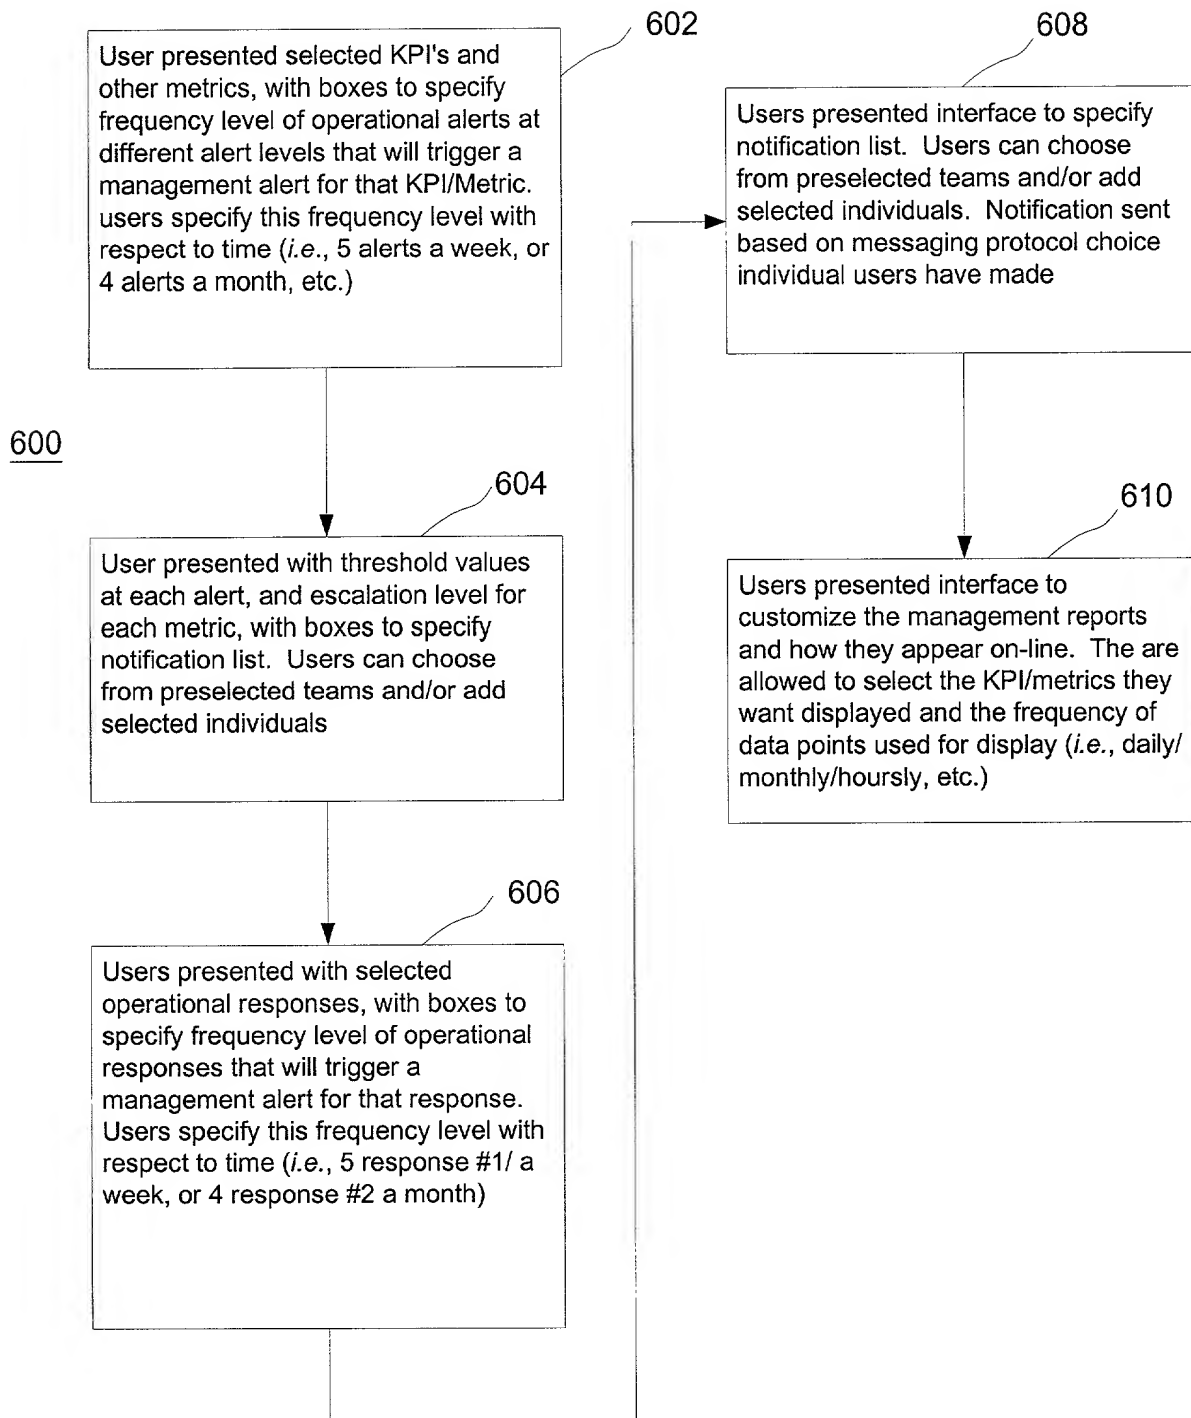 602
User presented selected KPI's and
other metrics, with boxes to specify
frequency level of operational alerts at
different alert levels that will trigger a
management alert for that KPI/Metric.
users specify this frequency level with
respect to time (i.e., 5 alerts a week, or
4 alerts a month, etc.)
600
604
User presented with threshold values
at each alert, and escalation level for
each metric, with boxes to specify
notification list. Users can choose
from preselected teams and/or add
selected individuals
606
Users presented with selected
operational responses, with boxes to
specify frequency level of operational
responses that will trigger a
management alert for that response.
Users specify this frequency level with
respect to time (i.e., 5 response #1/ a
week, or 4 response #2 a month)
608
Users presented interface to specify
notification list. Users can choose
from preselected teams and/or add
selected individuals. Notification sent
based on messaging protocol choice
individual users have made
610
Users presented interface to
customize the management reports
and how they appear on-line. The are
allowed to select the KPI/metrics they
want displayed and the frequency of
data points used for display (i.e., daily/
monthly/hoursly, etc.)